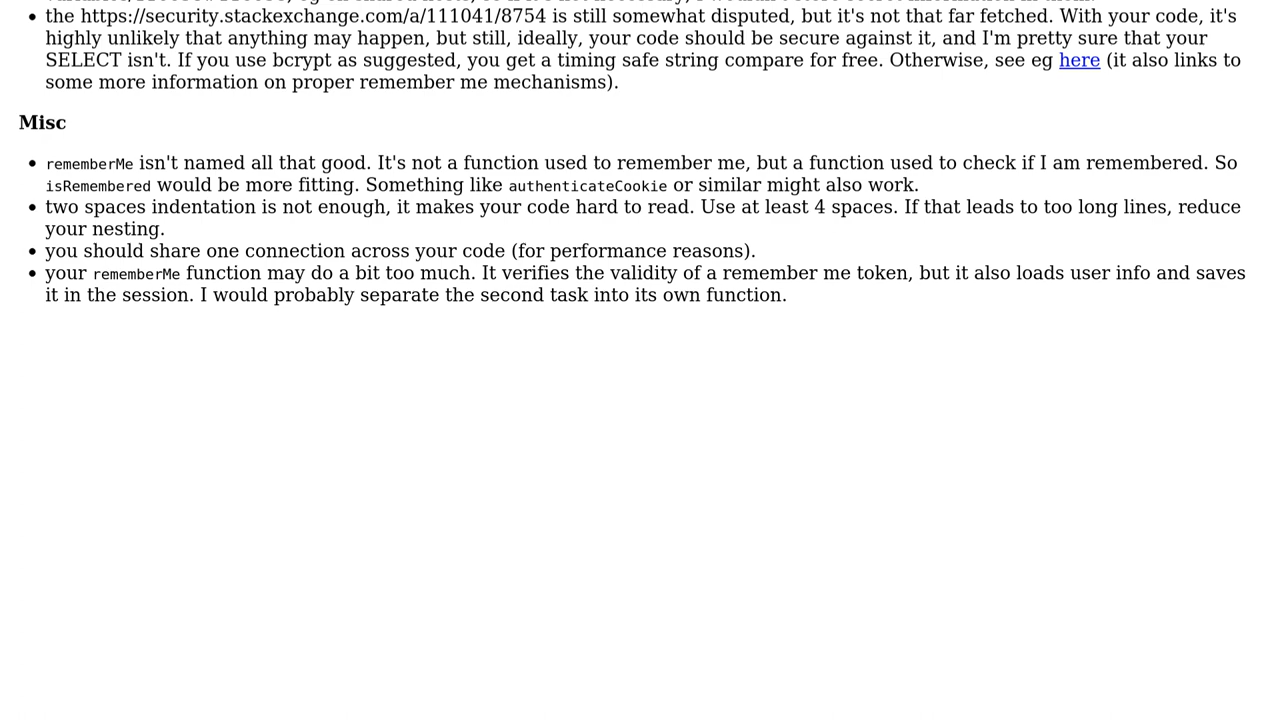 the https://security.stackexchange.com/a/111041/8754 is still somewhat disputed, but it's not that far fetched. With your code, it's
highly unlikely that anything may happen, but still, ideally, your code should be secure against it, and I'm pretty sure that your
SELECT isn't. If you use bcrypt as suggested, you get a timing safe string compare for free. Otherwise, see eg here (it also links to
some more information on proper remember me mechanisms).
Misc
rememberMe isn't named all that good. It's not a function used to remember me, but a function used to check if I am remembered. So
isRemembered would be more fitting. Something like authenticateCookie or similar might also work.
two spaces indentation is not enough, it makes your code hard to read. Use at least 4 spaces. If that leads to too long lines, reduce
your nesting.
you should share one connection across your code (for performance reasons).
your rememberMe function may do a bit too much. It verifies the validity of a remember me token, but it also loads user info and saves
it in the session. I would probably separate the second task into its own function.